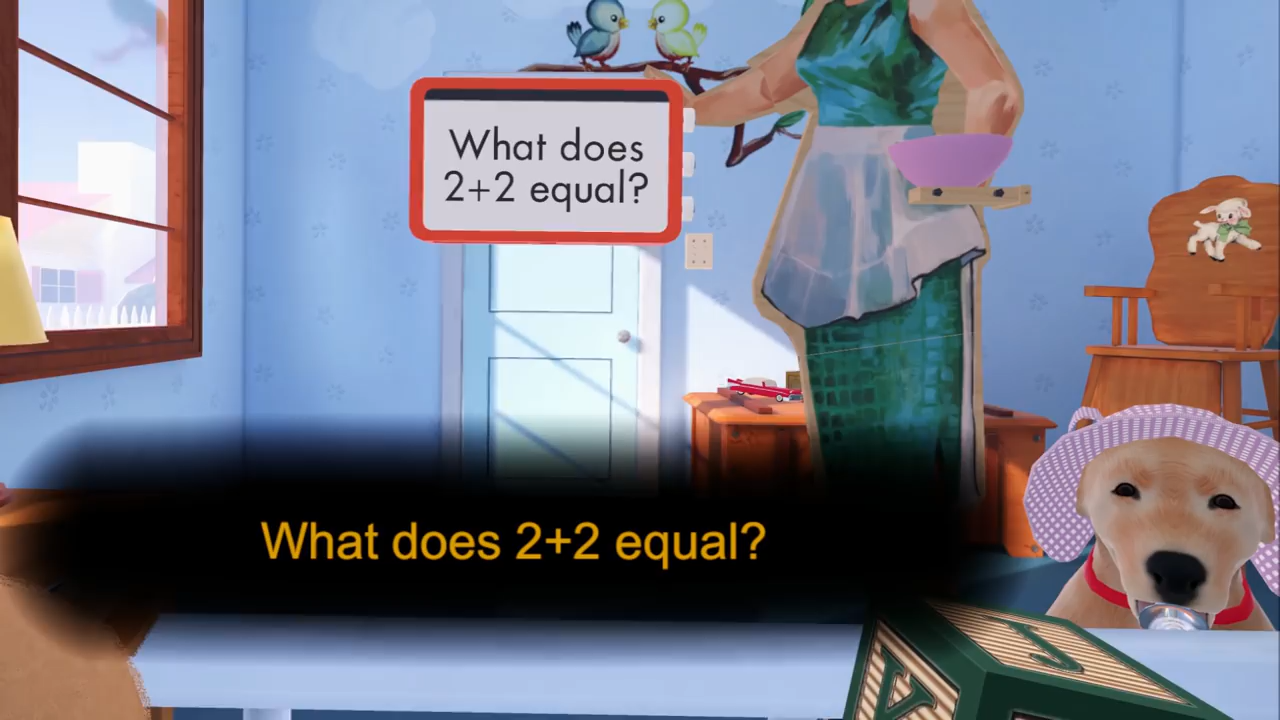 What does
2+2 equal?
What does 2+2 equal?
J
V